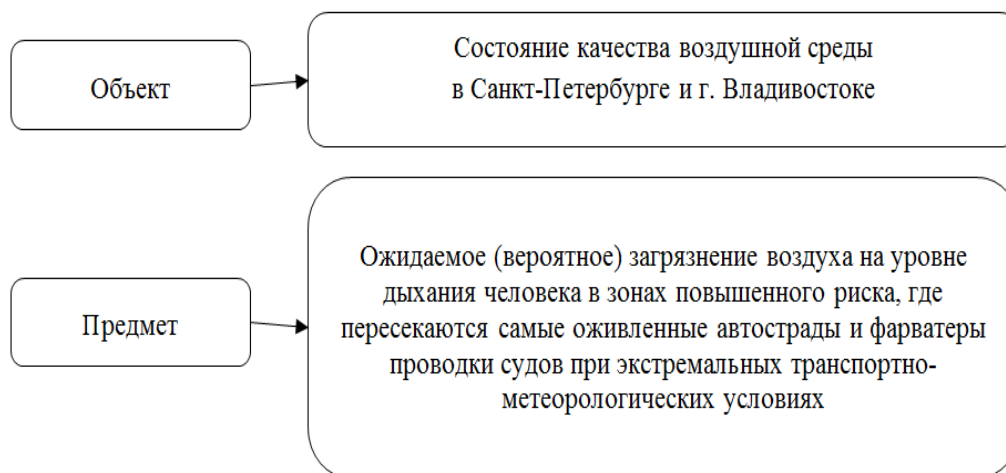 Объект
Состояние качества воздушной среды
в Санкт-Петербурге и г. Владивостоке
Предмет
Ожидаемое (вероятное) загрязнение воздуха на уровне
дыхания человека в зонах повышенного риска, где
пересекаются самые оживленные автострады и фарватеры
проводки судов при экстремальных транспортно-
метеорологических условиях